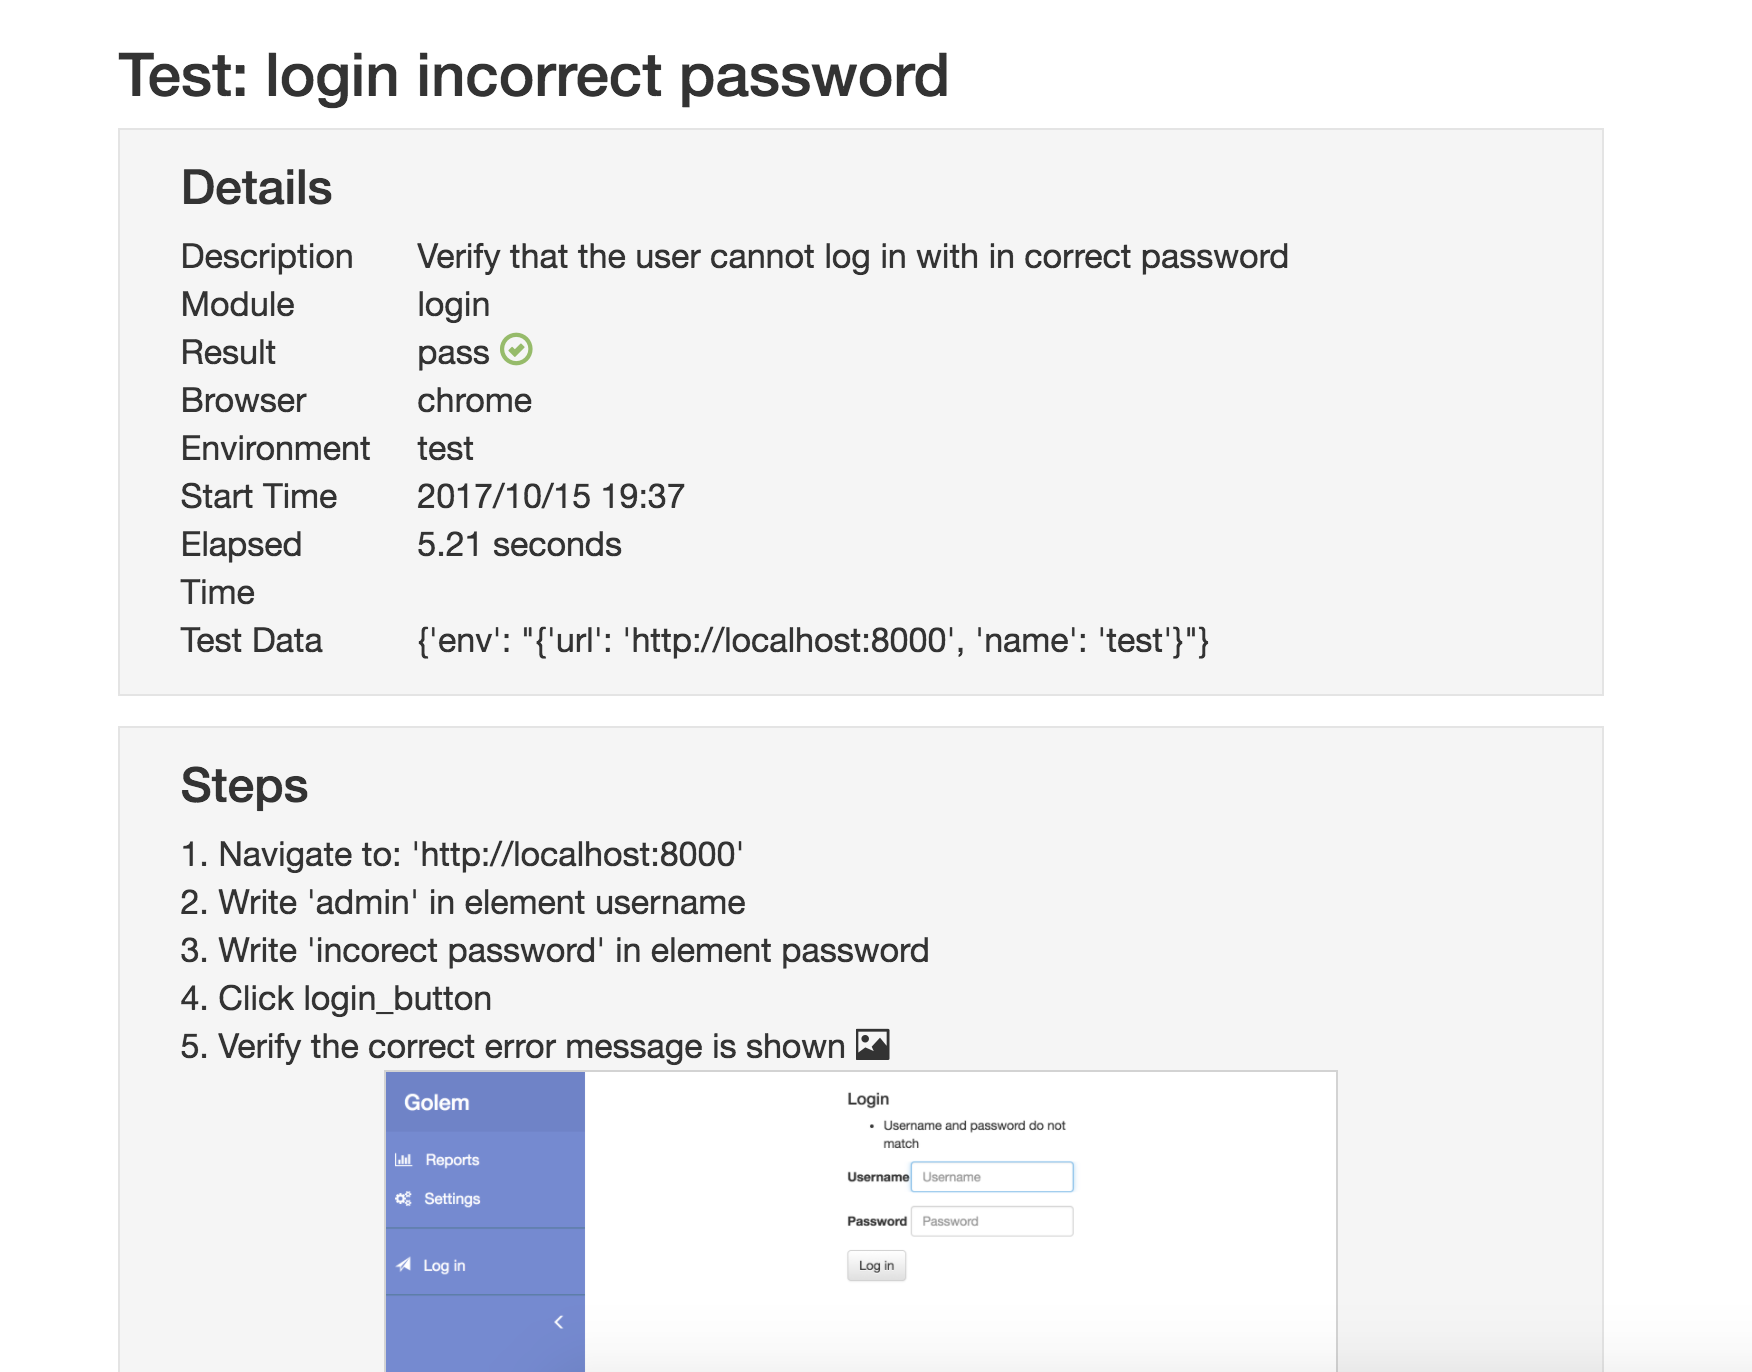 Test: login incorrect password
Details
Description Verify that the user cannot log in with in correct password
Module login
Result pass
Browser chrome
Environment test
Start Time 2017/10/15 19:37
Elapsed 5.21 seconds
Time
Test Data {'env': "{'url': 'http://localhost:8000', 'name': 'test'}"}
Steps
1. Navigate to: 'http://localhost:8000'
2. Write 'admin' in element username
3. Write 'incorect password' in element password
4. Click login_button
5. Verify the correct error message is shown
Golem
Reports
Settings
Log in
Login
• Username and password do not
match
Username Username
Password Password
Log in